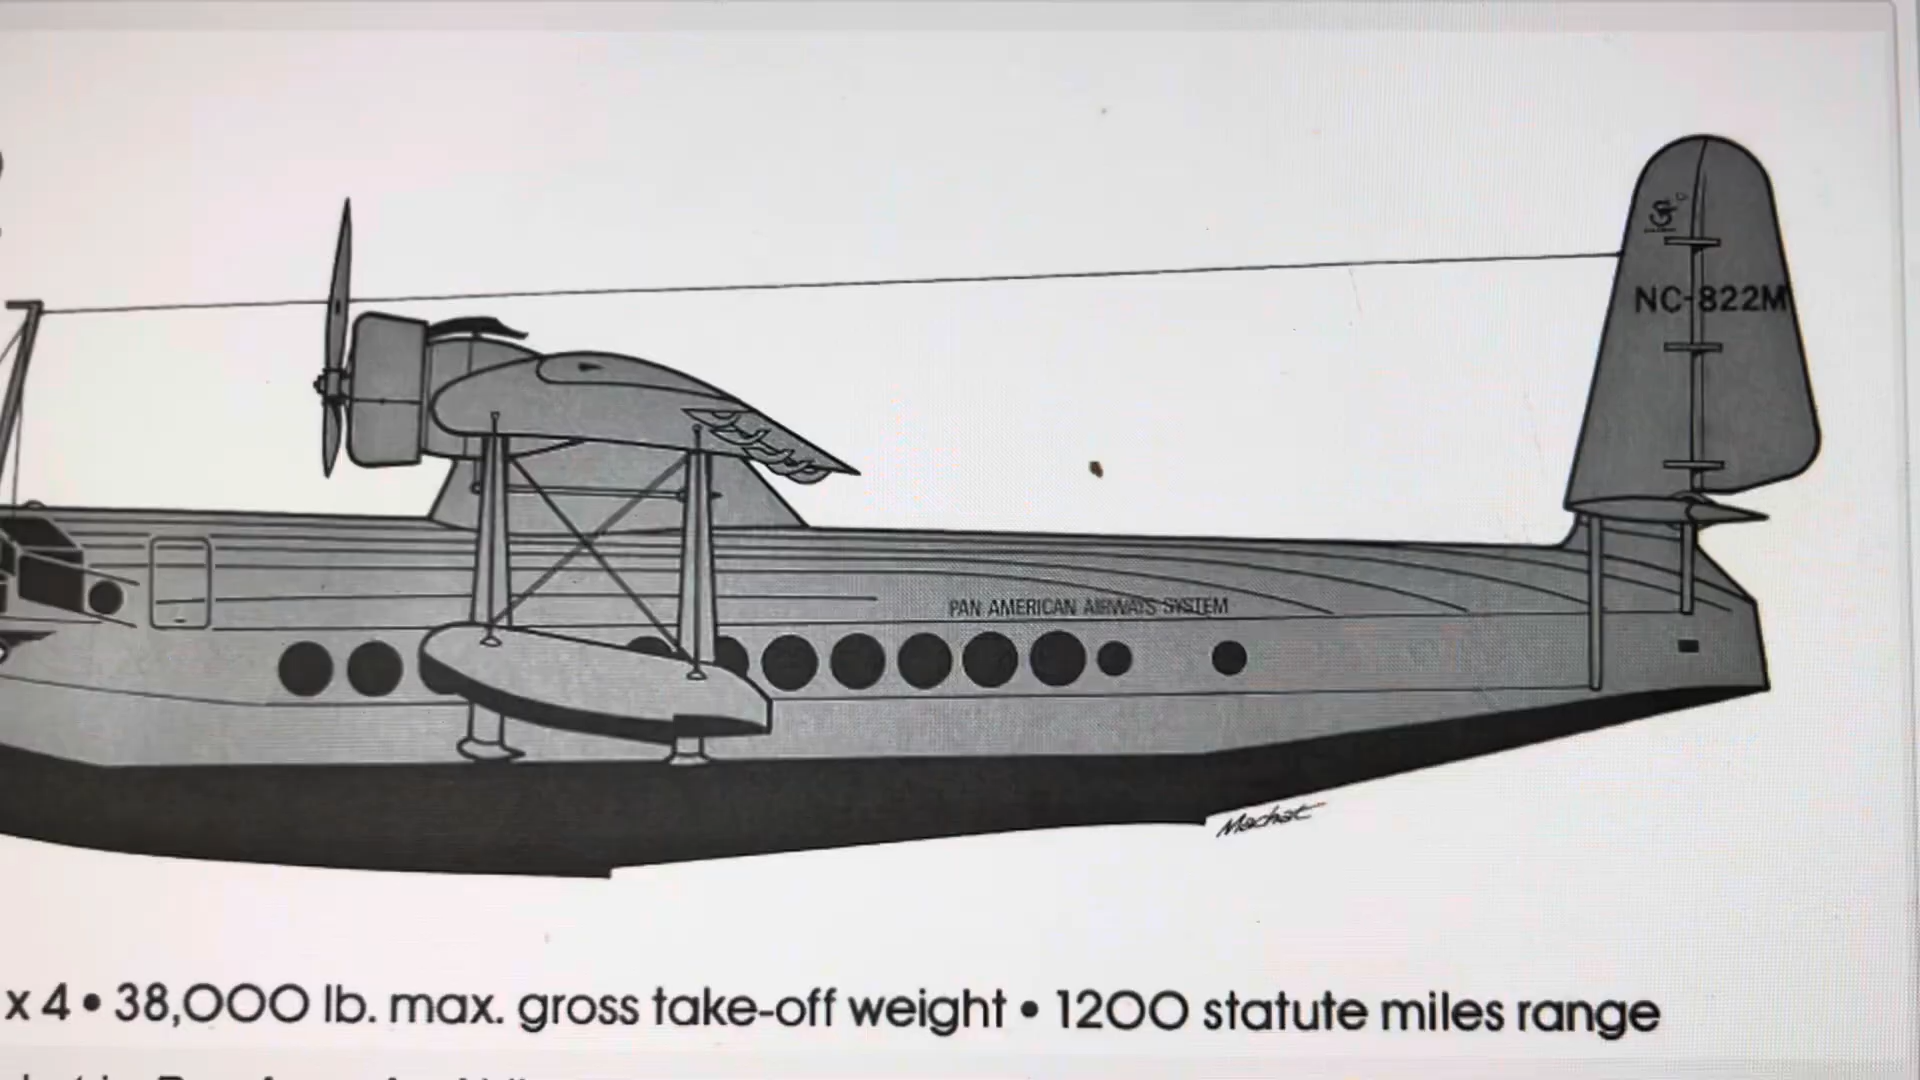 NC-822M
PAN AMERICAN AIRWAYS SYSTEM
Machat
x 4 • 38,000 lb. max. gross take-off weight • 1200 statute miles range